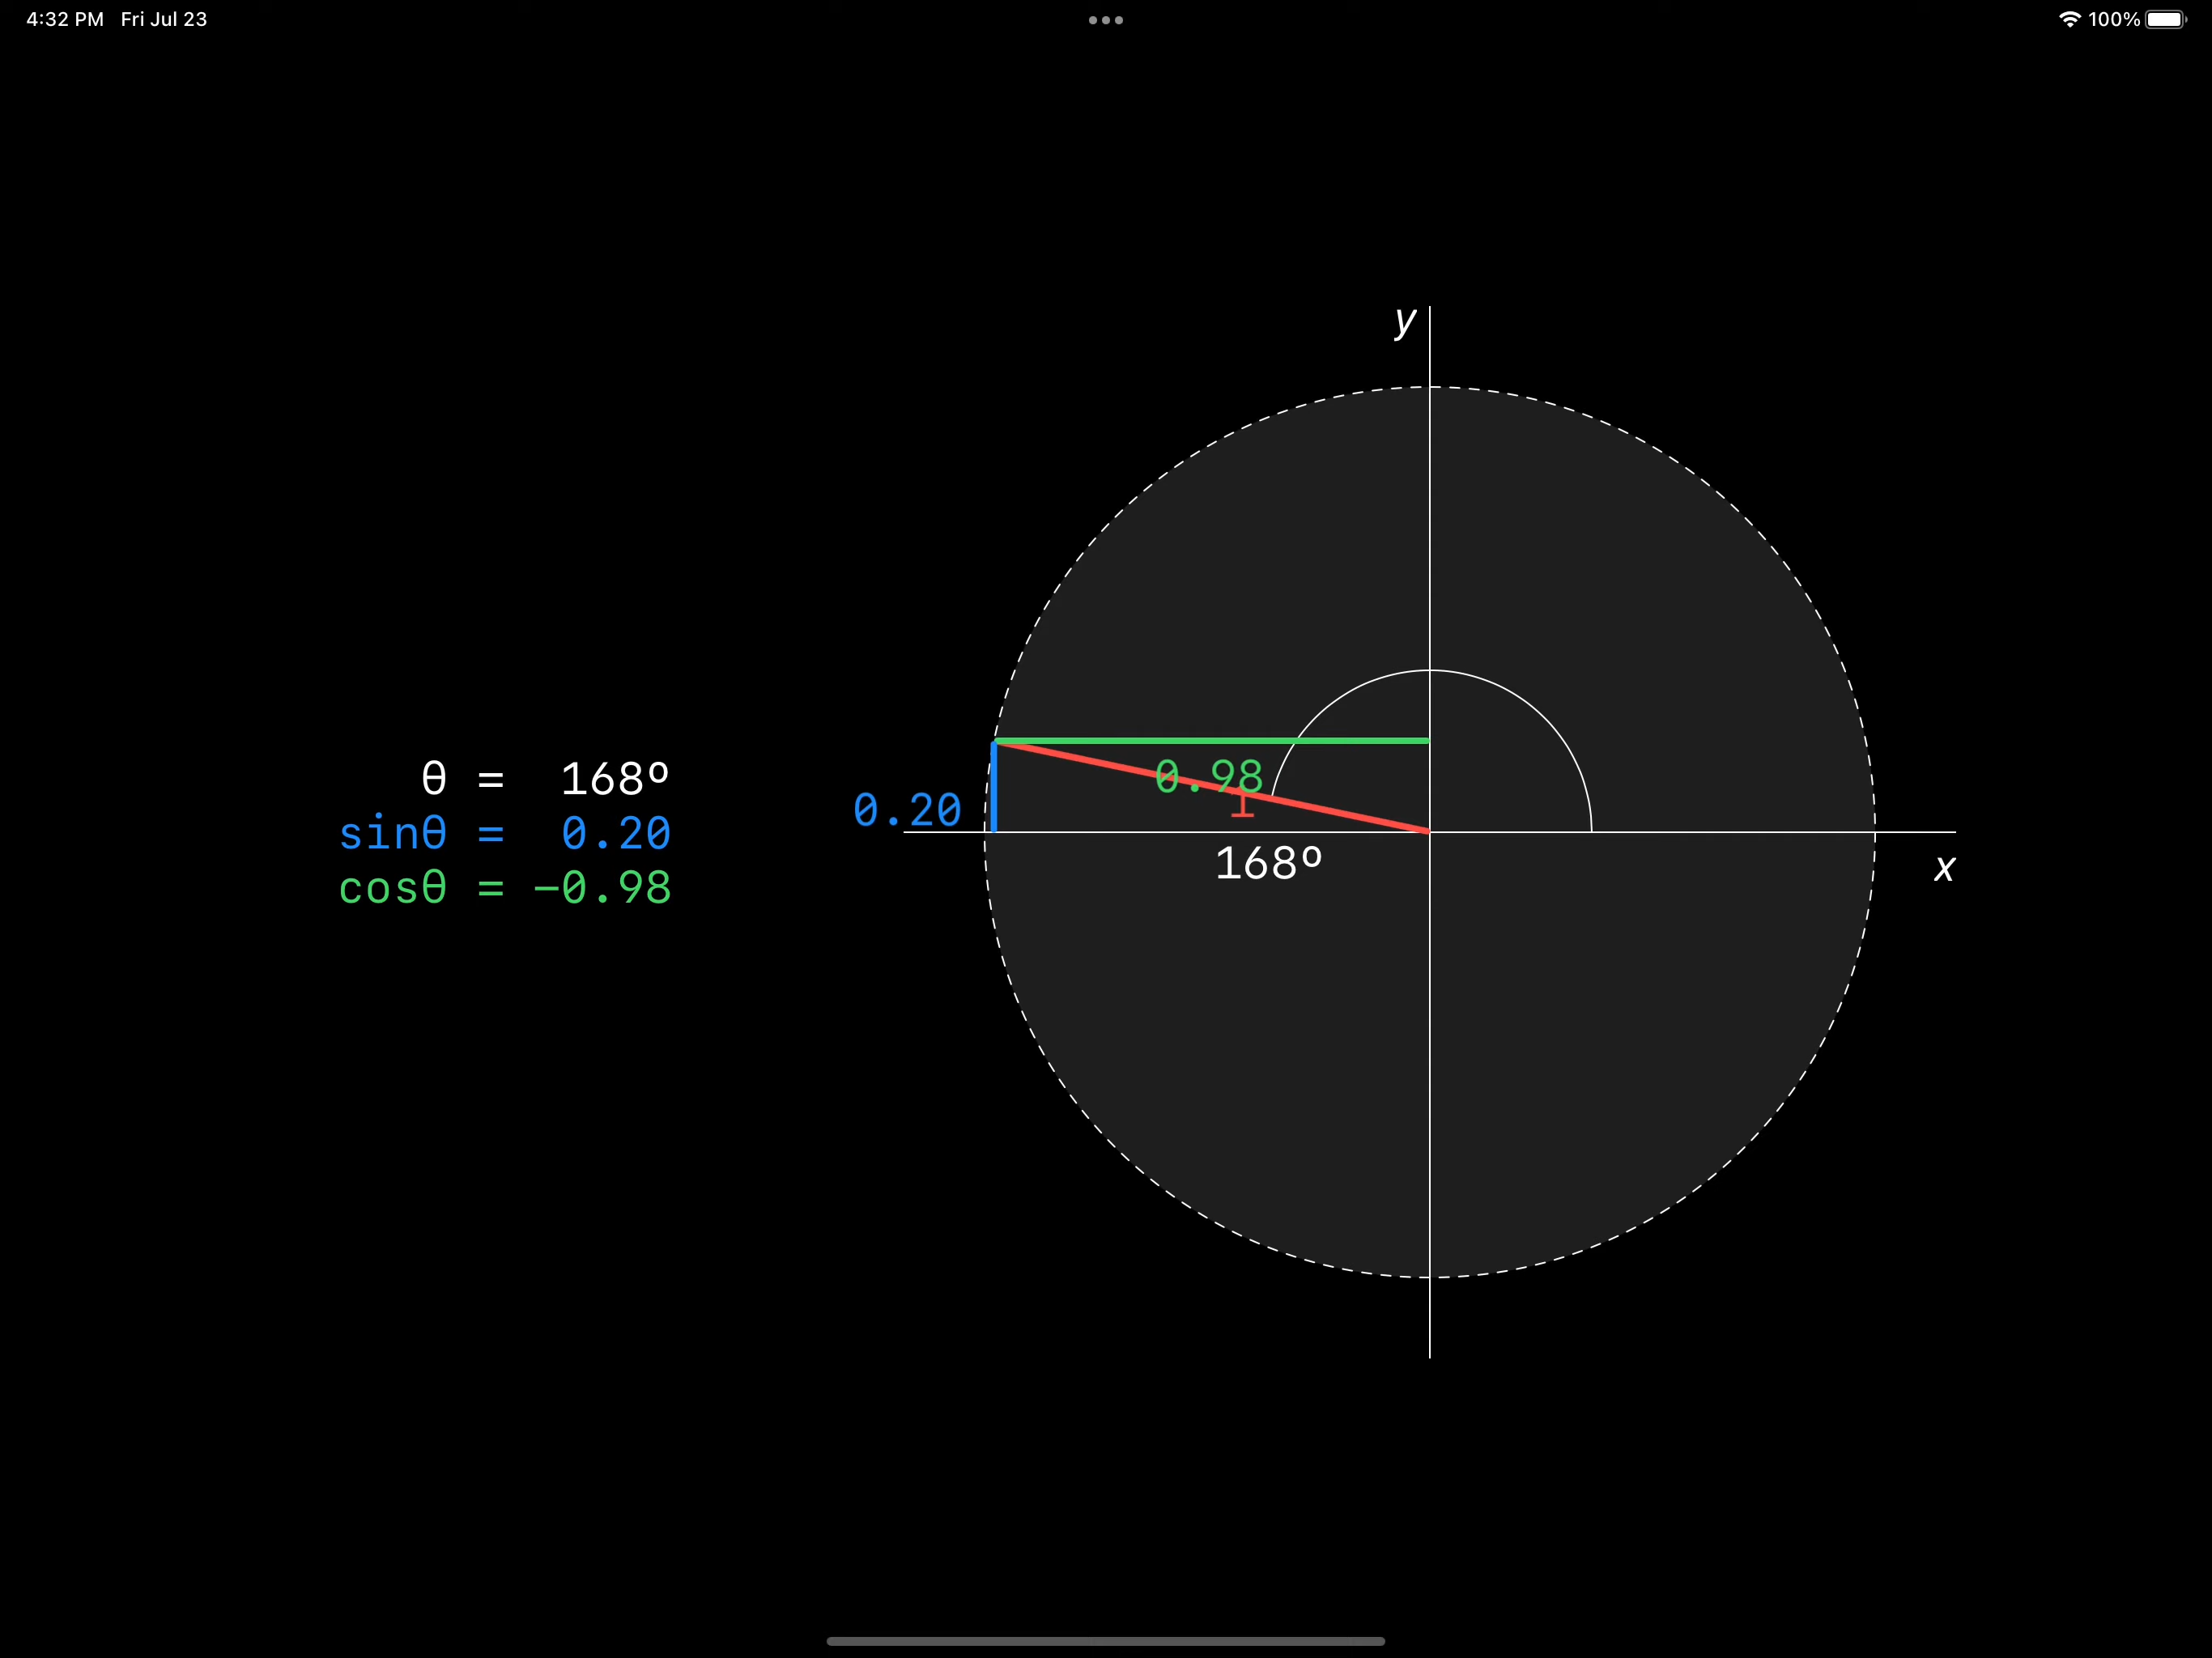 4:32 PM Fri Jul 23
100%
y
θ = 168º
sinθ = 0.20
cosθ = −0.98
0.98
1
0.20
168º
x